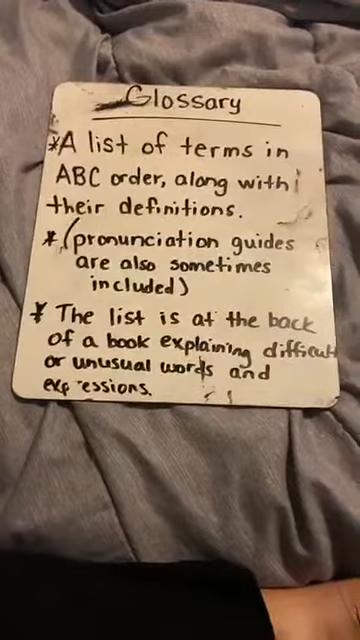 Glossary
*A list of terms in
ABC order, along with
their definitions.
*(pronunciation guides
are also sometimes
included)
* The list is at the back
of a book explaining difficult
or unusual words and
expressions.